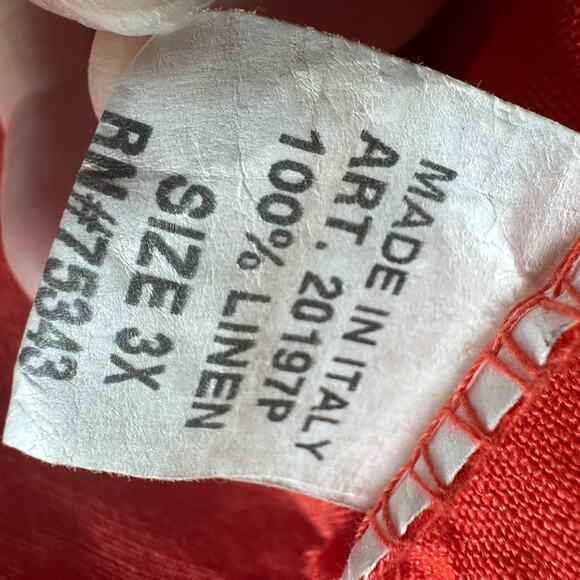 MADE IN ITALY
ART. 20197P
100% LINEN
SIZE 3X
RN#75343